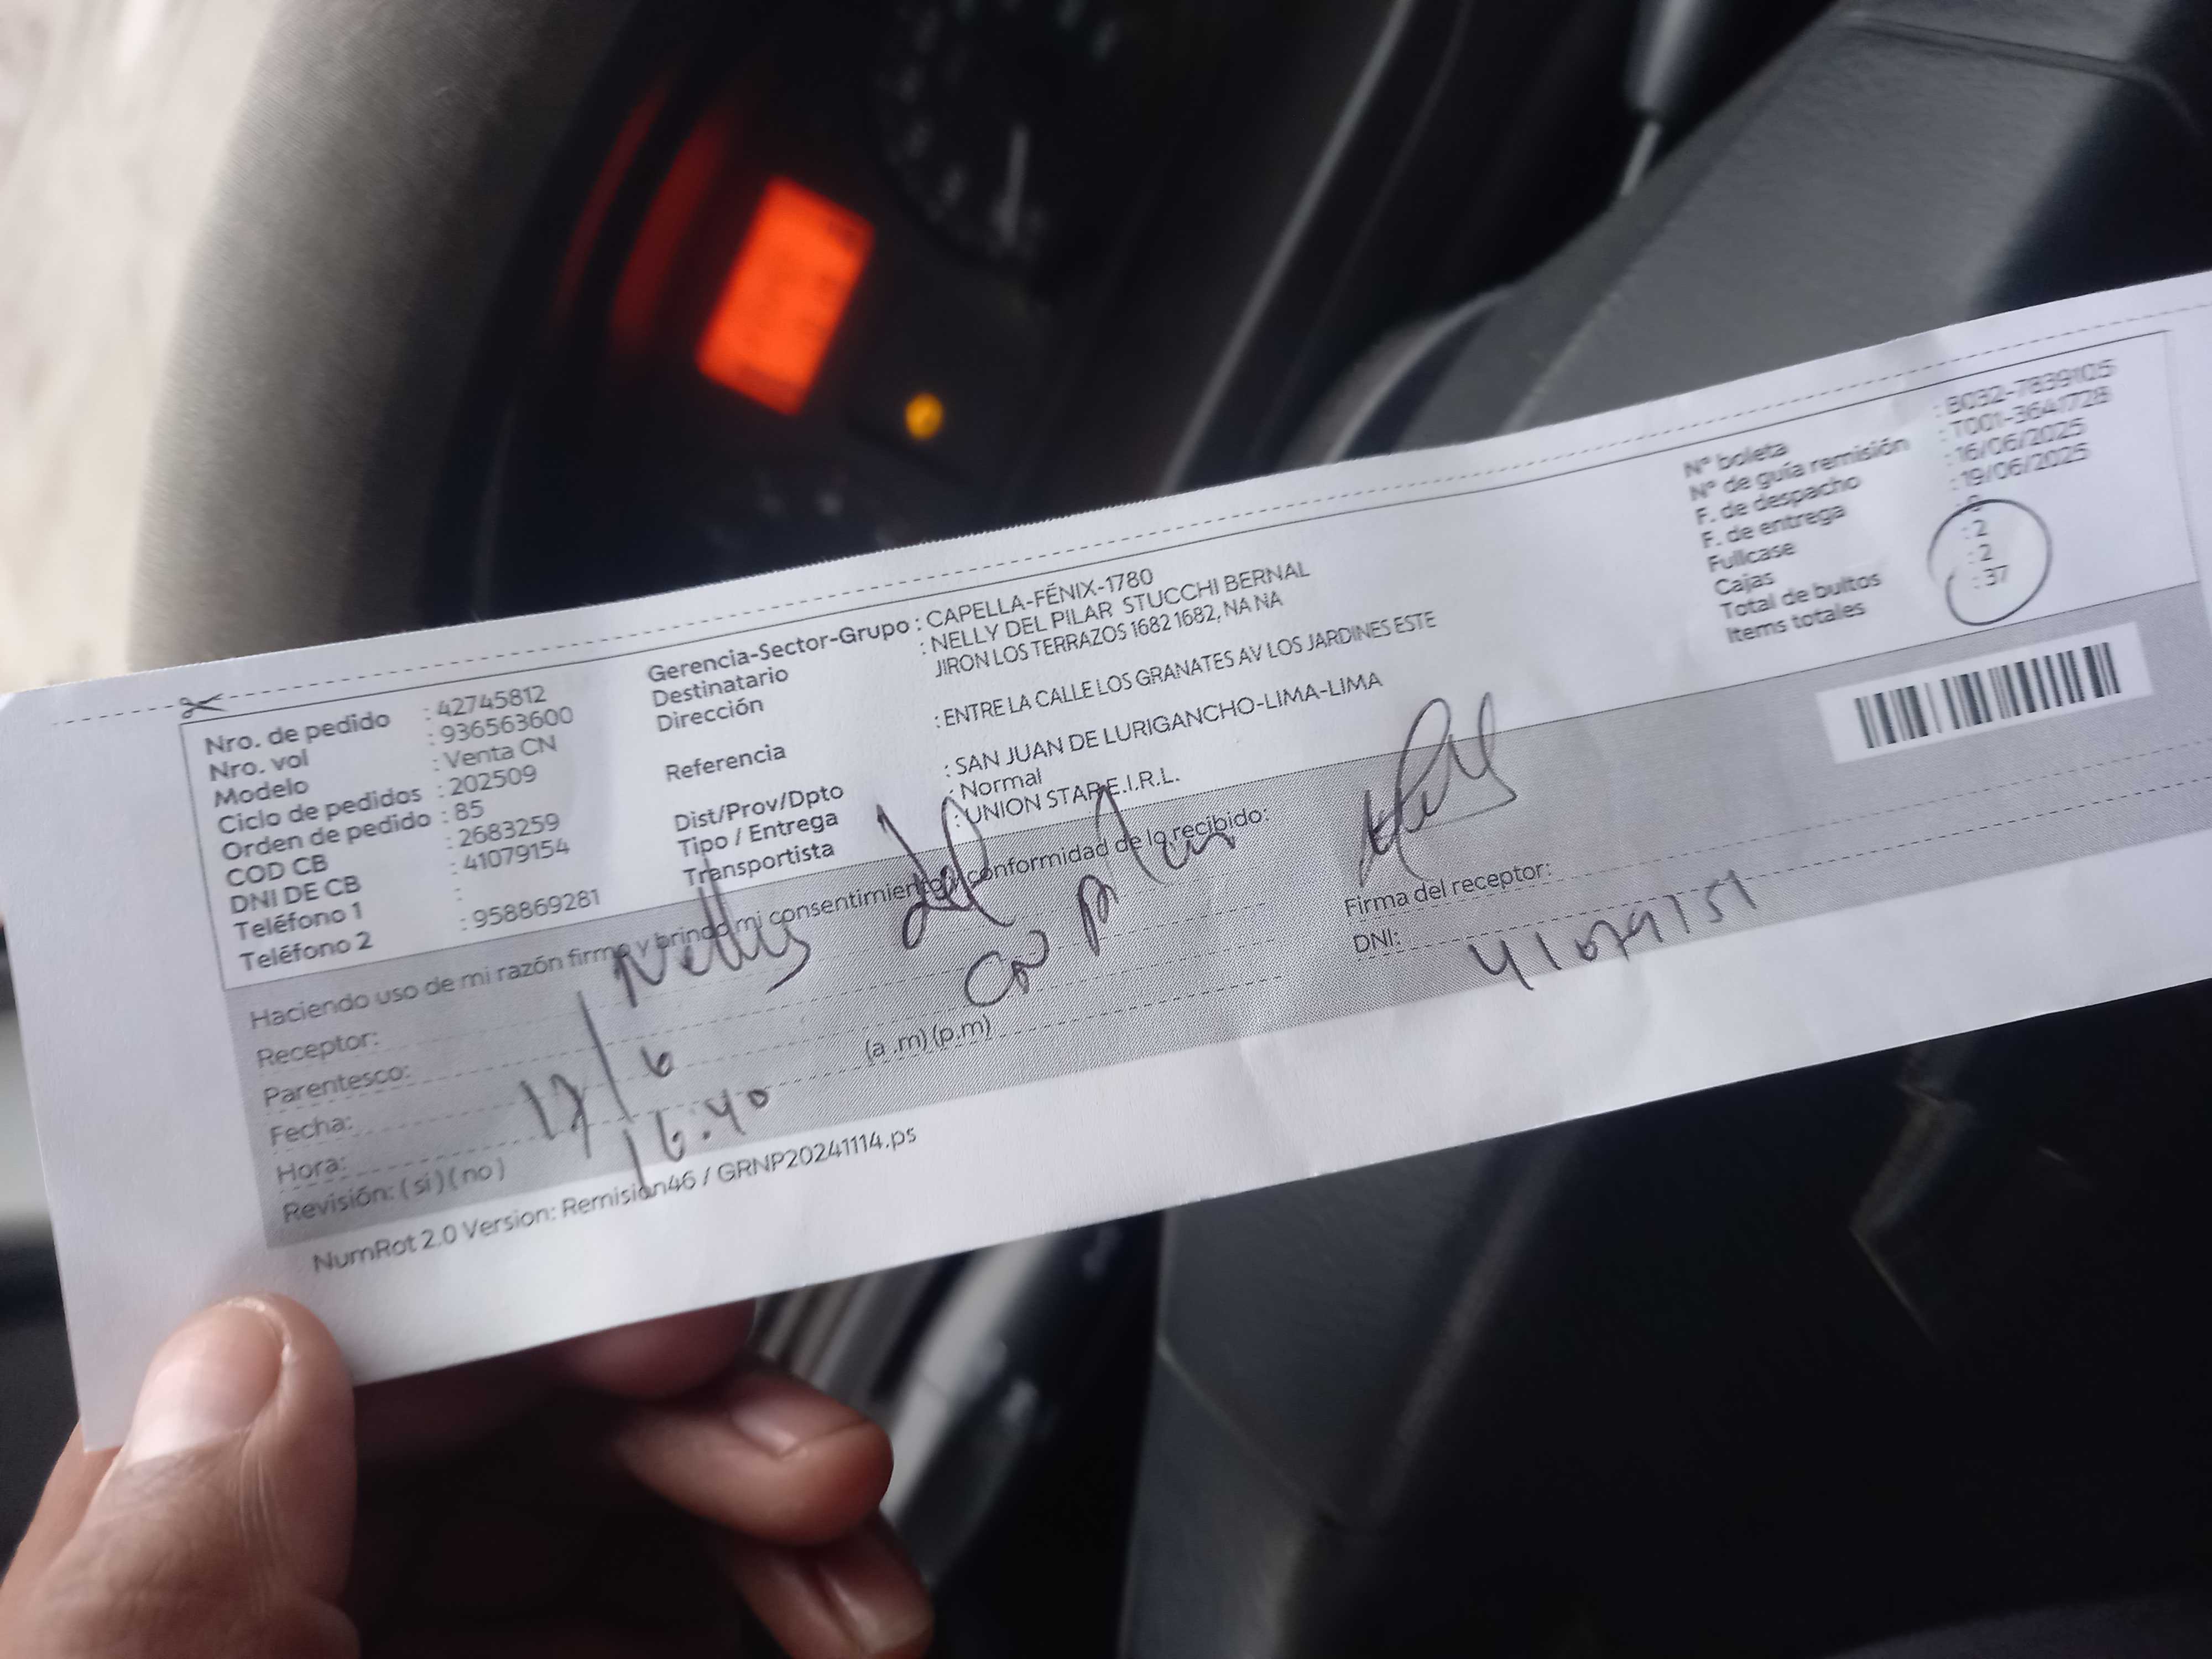 Nro. de pedido : 42745812
Nro. vol : 936563600
Modelo : Venta CN
Ciclo de pedidos : 202509
Orden de pedido : 85
COD CB : 2683259
DNI DE CB : 41079154
Teléfono 1 :
Teléfono 2 : 958869281
Gerencia-Sector-Grupo : CAPELLA-FÉNIX-1780
Destinatario : NELLY DEL PILAR STUCCHI BERNAL
Dirección JIRON LOS TERRAZOS 1682 1682, NA NA
Referencia : ENTRE LA CALLE LOS GRANATES AV LOS JARDINES ESTE
Dist/Prov/Dpto : SAN JUAN DE LURIGANCHO-LIMA-LIMA
Tipo / Entrega : Normal
Transportista : UNION STAR E.I.R.L.
N° boleta : B032-7839105
N° de guía remisión : T001-3641728
F. de despacho : 16/06/2025
F. de entrega : 19/06/2025
Fullcase : 0
Cajas : 2
Total de bultos : 2
Items totales : 37
Haciendo uso de mi razón firmo y brindo mi consentimiento y conformidad de lo recibido:
Receptor: Nelly del Pilar
Parentesco:
Fecha: 17/6
Hora: 16:40 (a .m) (p.m)
Revisión: ( si ) ( no )
Firma del receptor:
DNI: 41079151
NumRot 2.0 Version: Remision46 / GRNP20241114.ps